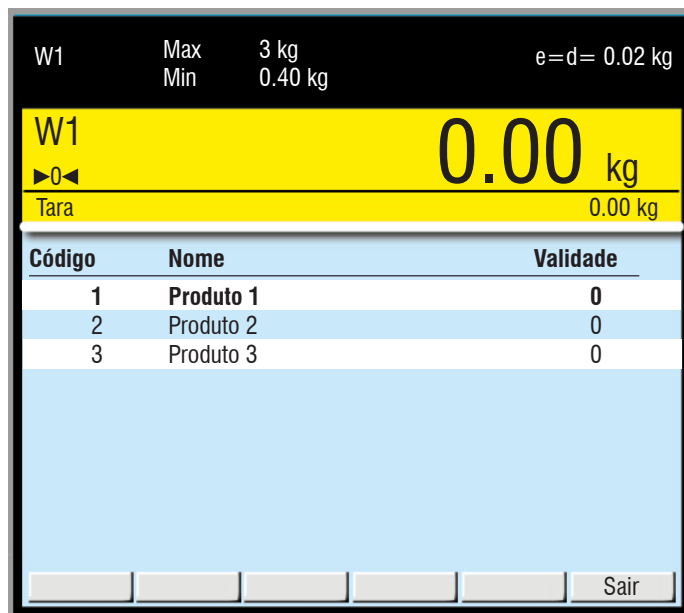 W1 Max 3 kg e=d= 0.02 kg
Min 0.40 kg
W1 0.00 kg
►0◄
Tara 0.00 kg
Código Nome Validade
1 Produto 1 0
2 Produto 2 0
3 Produto 3 0
Sair